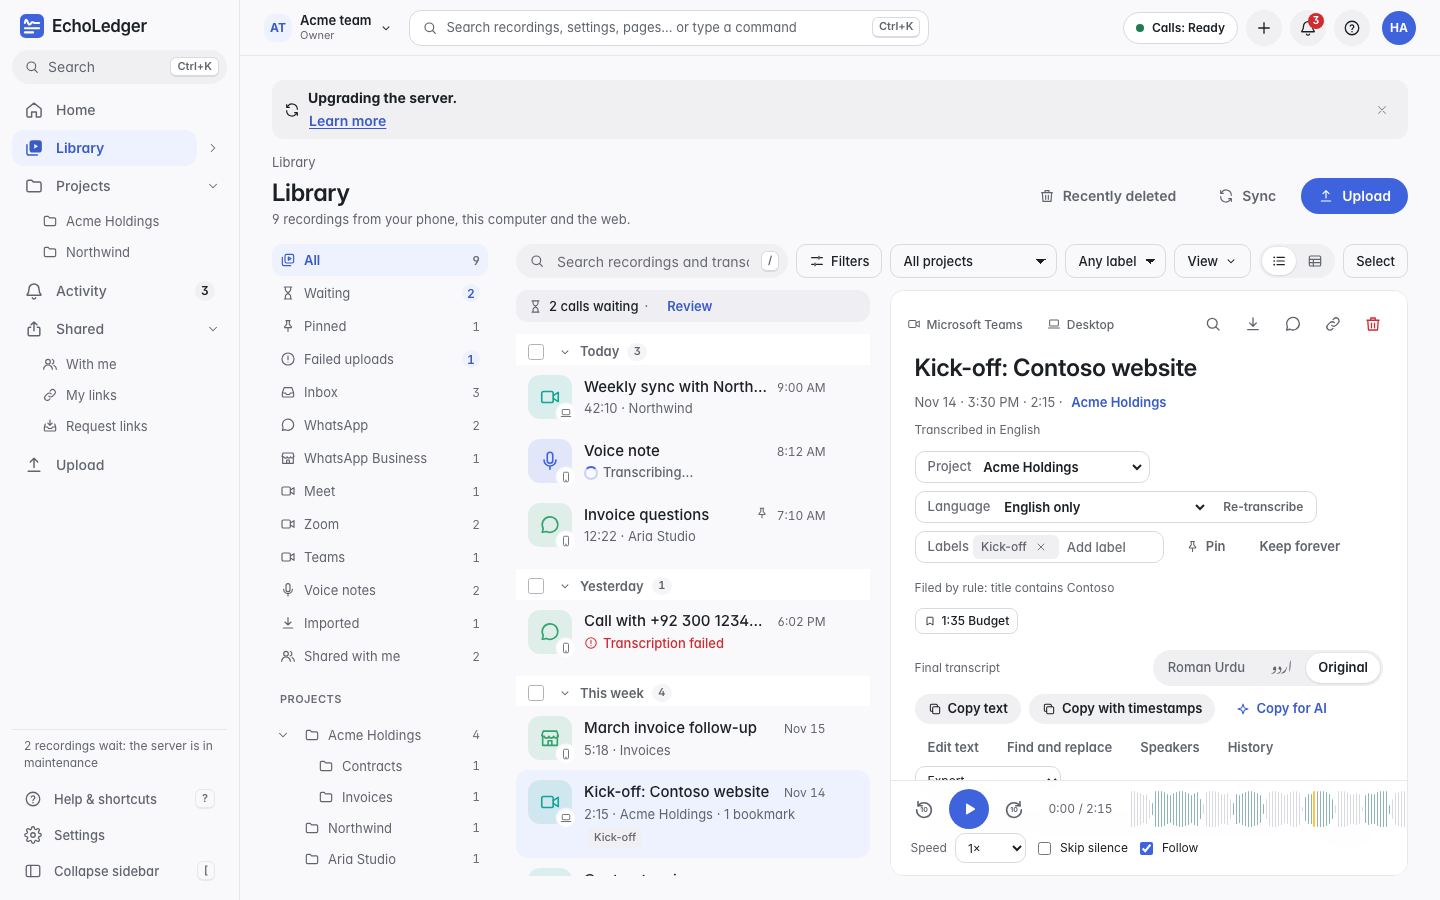 EchoLedger
Search Ctrl+K
Home
Library
Projects
Acme Holdings
Northwind
Activity 3
Shared
With me
My links
Request links
Upload
2 recordings wait: the server is in
maintenance
Help & shortcuts ?
Settings
Collapse sidebar [
AT Acme team
Owner
Search recordings, settings, pages... or type a command Ctrl+K
Calls: Ready
3
HA
Upgrading the server.
Learn more
Library
Library
9 recordings from your phone, this computer and the web.
Recently deleted Sync Upload
All 9
Waiting 2
Pinned 1
Failed uploads 1
Inbox 3
WhatsApp 2
WhatsApp Business 1
Meet 1
Zoom 2
Teams 1
Voice notes 2
Imported 1
Shared with me 2
PROJECTS
Acme Holdings 4
Contracts 1
Invoices 1
Northwind 1
Aria Studio 1
Search recordings and transc / Filters All projects Any label View Select
2 calls waiting · Review
Today 3
Weekly sync with North... 9:00 AM
42:10 · Northwind
Voice note 8:12 AM
Transcribing...
Invoice questions 7:10 AM
12:22 · Aria Studio
Yesterday 1
Call with +92 300 1234... 6:02 PM
Transcription failed
This week 4
March invoice follow-up Nov 15
5:18 · Invoices
Kick-off: Contoso website Nov 14
2:15 · Acme Holdings · 1 bookmark
Kick-off
Microsoft Teams Desktop
Kick-off: Contoso website
Nov 14 · 3:30 PM · 2:15 · Acme Holdings
Transcribed in English
Project Acme Holdings
Language English only Re-transcribe
Labels Kick-off × Add label Pin Keep forever
Filed by rule: title contains Contoso
1:35 Budget
Final transcript Roman Urdu اردو Original
Copy text Copy with timestamps Copy for AI
Edit text Find and replace Speakers History
Export
10 10 0:00 / 2:15
Speed 1× Skip silence Follow